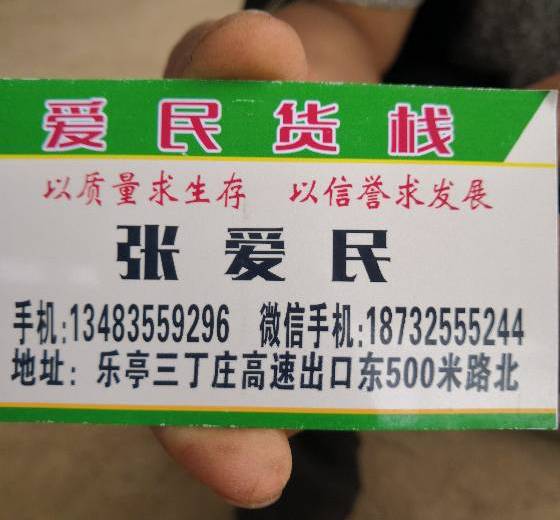 爱民货栈
以质量求生存 以信誉求发展
张爱民
手机:13483559296 微信手机:18732555244
地址:乐亭三丁庄高速出口东500米路北